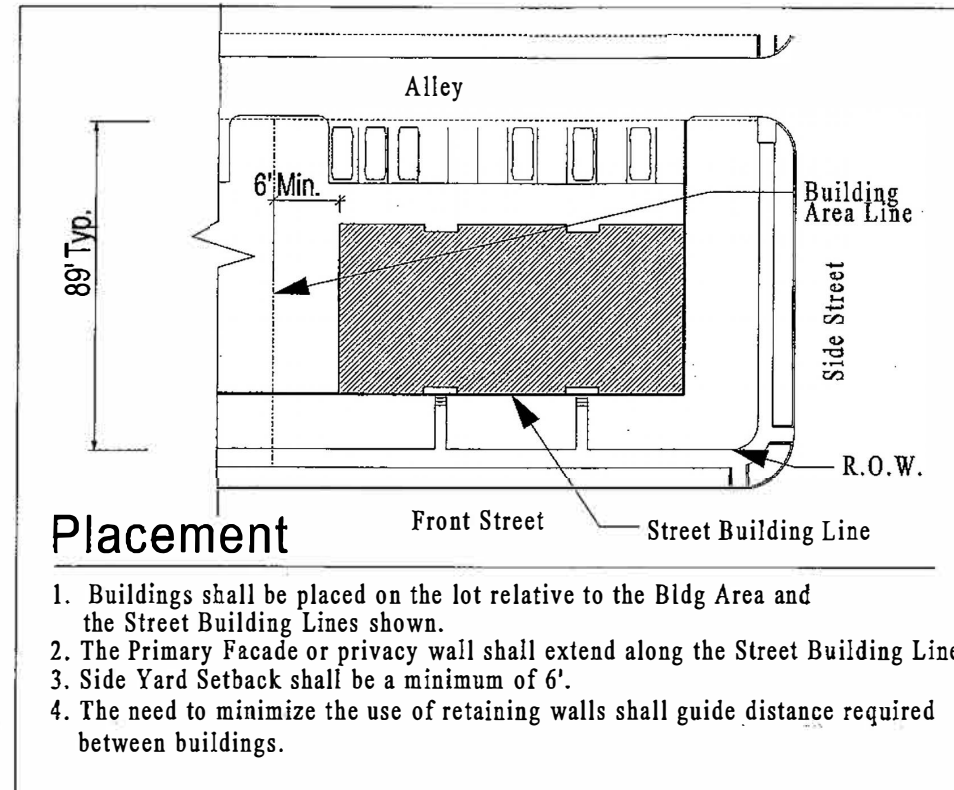 Alley
6' Min.
89' Typ.
Building
Area Line
Side Street
R.O.W.
Front Street
Street Building Line
Placement
1. Buildings shall be placed on the lot relative to the Bldg Area and
the Street Building Lines shown.
2. The Primary Facade or privacy wall shall extend along the Street Building Line
3. Side Yard Setback shall be a minimum of 6'.
4. The need to minimize the use of retaining walls shall guide distance required
between buildings.